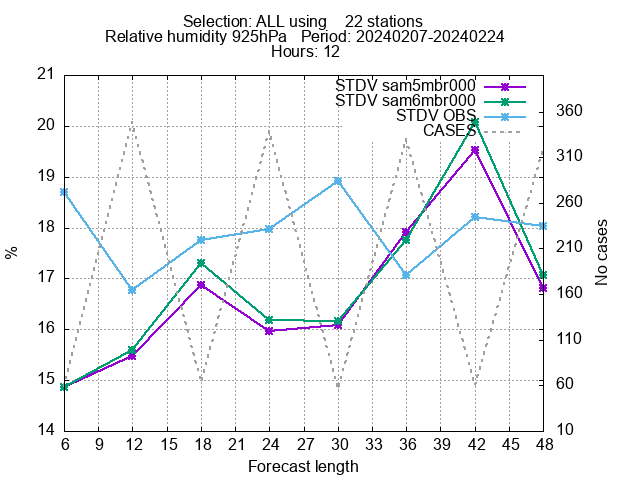 Selection: ALL using    22 stations
Relative humidity 925hPa   Period: 20240207-20240224
Hours: 12
STDV sam5mbr000
STDV sam6mbr000
STDV OBS
CASES
21
20
19
18
17
16
15
14
%
360
310
260
210
160
110
60
10
No cases
6 9 12 15 18 21 24 27 30 33 36 39 42 45 48
Forecast length